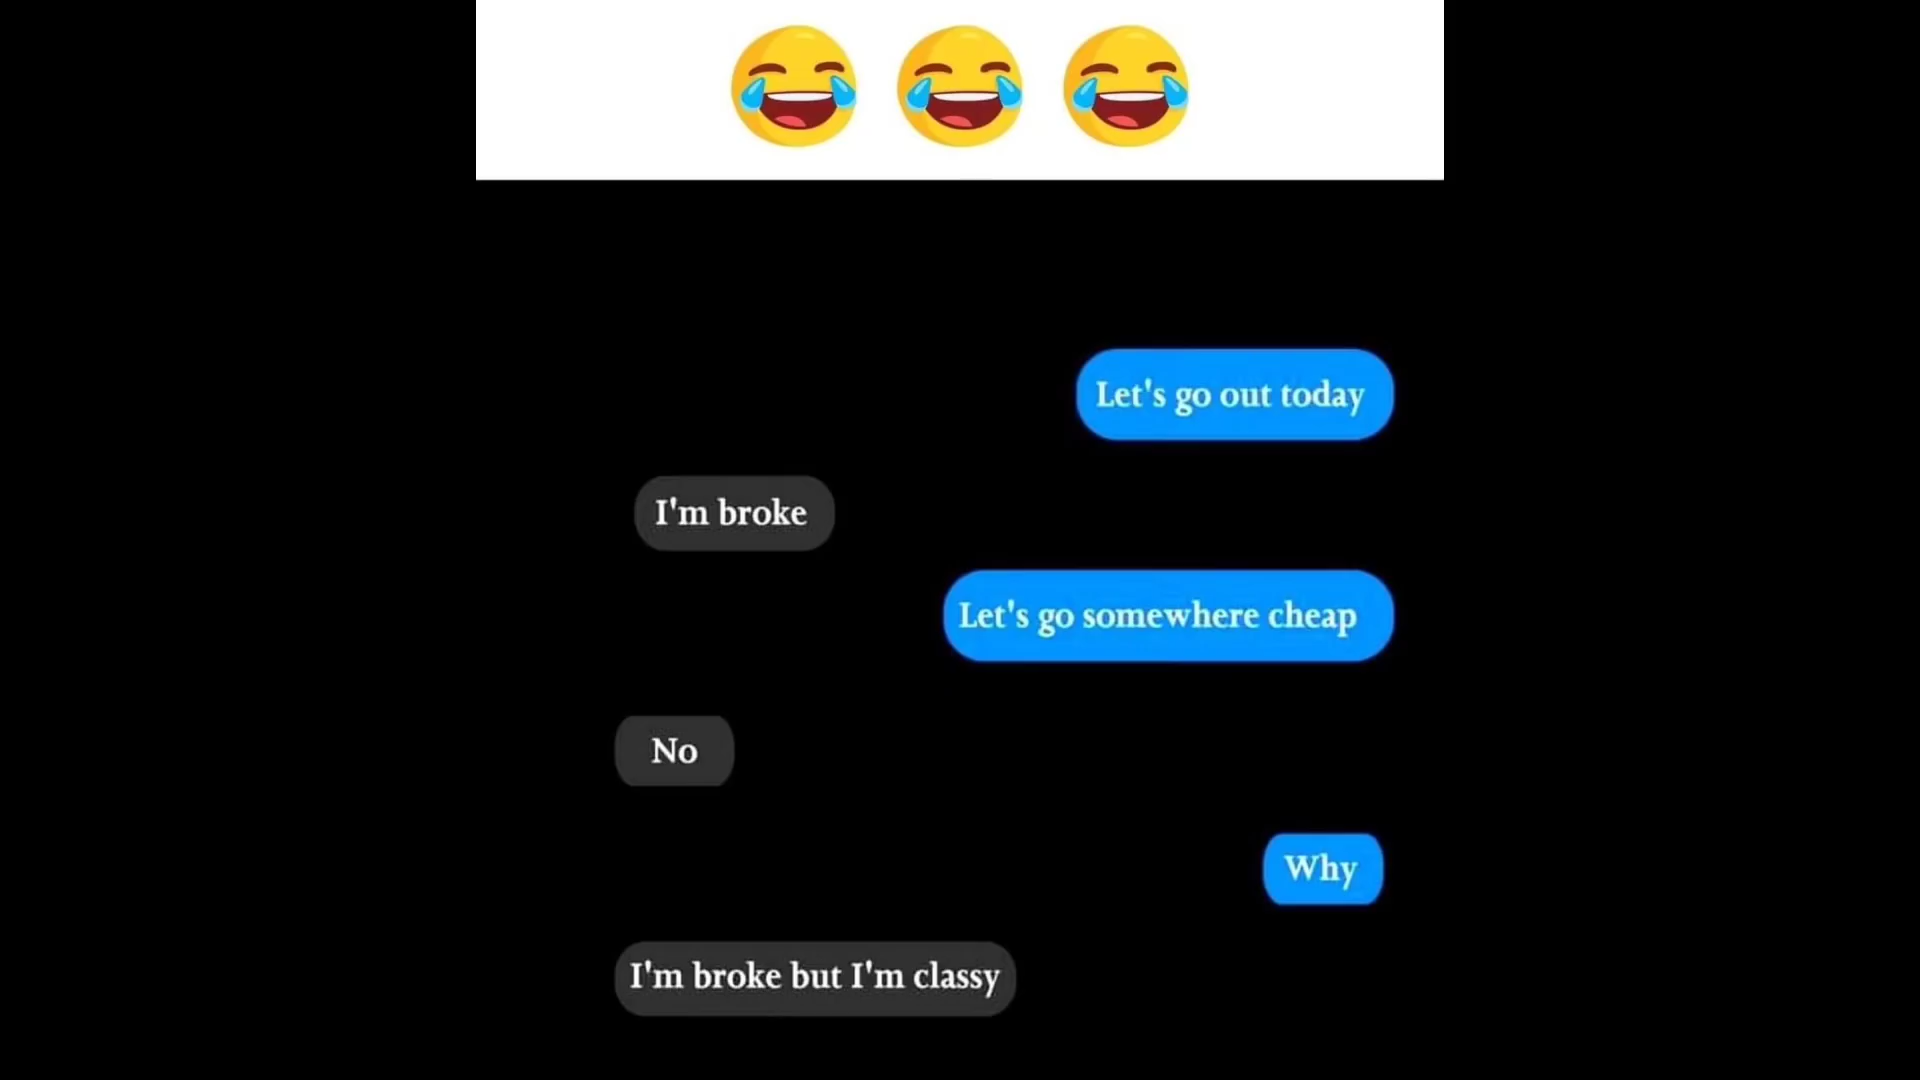 😂 😂 😂
Let's go out today
I'm broke
Let's go somewhere cheap
No
Why
I'm broke but I'm classy